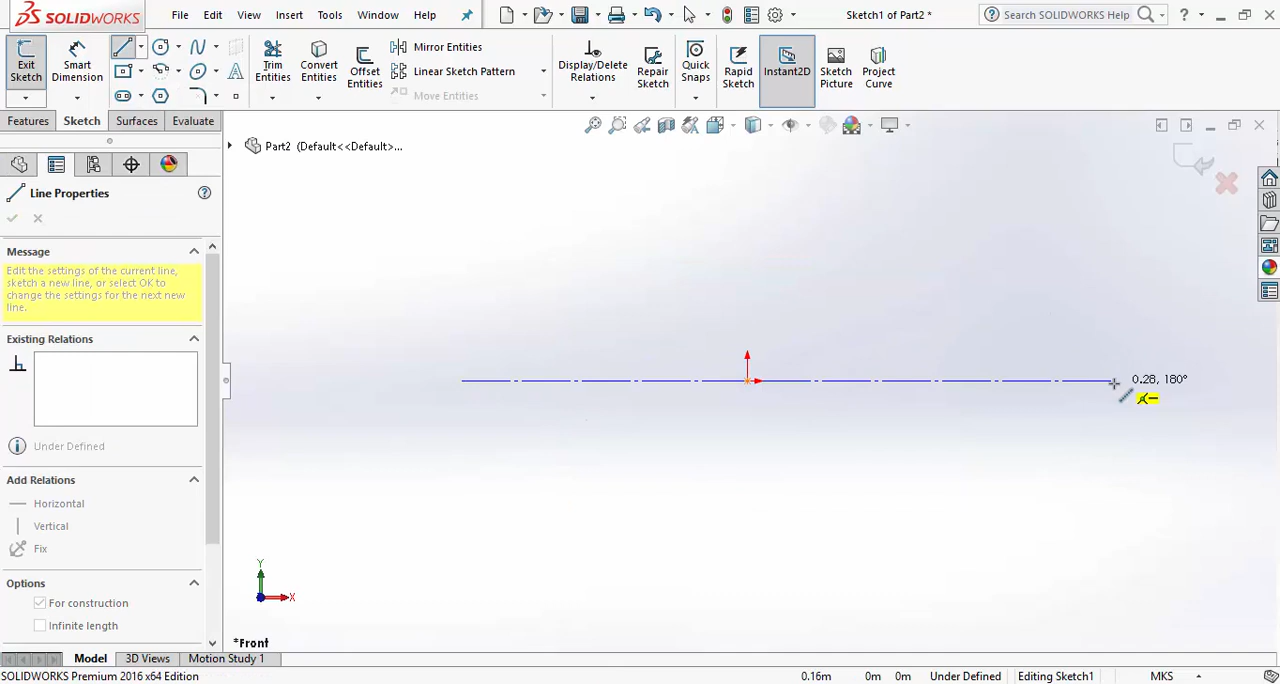 SOLIDWORKS File Edit View Insert Tools Window Help Sketch1 of Part2 * Search SOLIDWORKS Help ?
Exit Sketch
Smart Dimension
Trim Entities
Convert Entities
Offset Entities
Mirror Entities
Linear Sketch Pattern
Move Entities
Display/Delete Relations
Repair Sketch
Quick Snaps
Rapid Sketch
Instant2D
Sketch Picture
Project Curve
Features Sketch Surfaces Evaluate
Part2 (Default<<Default>...
Line Properties
Message
Edit the settings of the current line,
sketch a new line, or select OK to
change the settings for the next new
line.
Existing Relations
Under Defined
Add Relations
Horizontal
Vertical
Fix
Options
For construction
Infinite length
0.28, 180°
Y
X
*Front
Model 3D Views Motion Study 1
SOLIDWORKS Premium 2016 x64 Edition 0.16m 0m 0m Under Defined Editing Sketch1 MKS